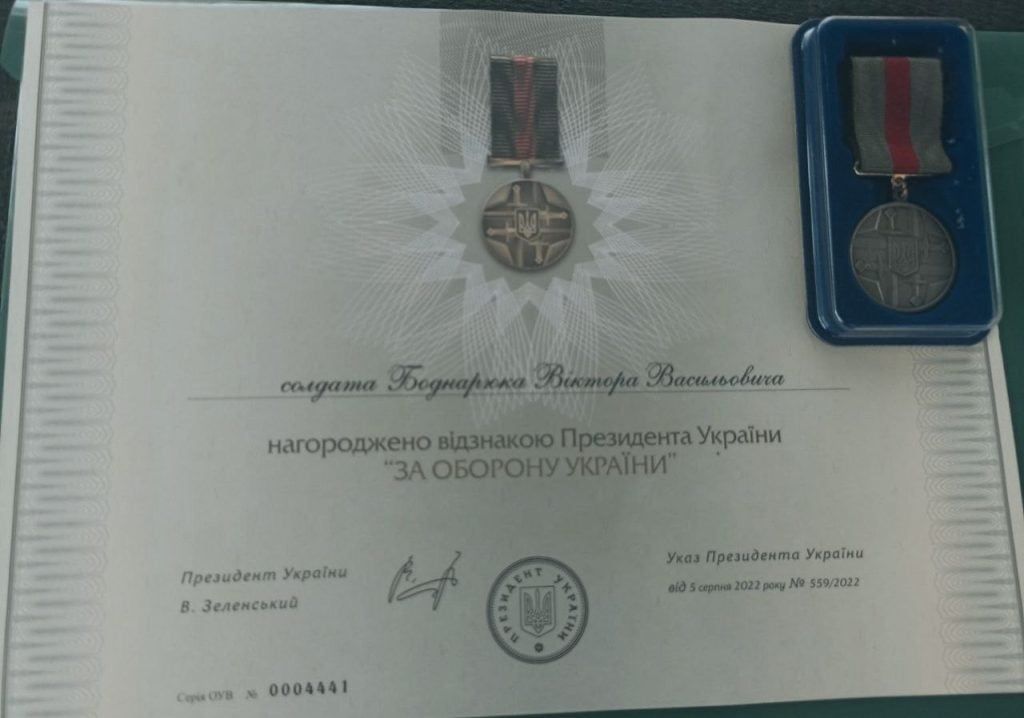 солдата Боднарюка Віктора Васильовича
нагороджено відзнакою Президента України
"ЗА ОБОРОНУ УКРАЇНИ"
Президент України
В. Зеленський
ПРЕЗИДЕНТ УКРАЇНИ
Указ Президента України
від 5 серпня 2022 року № 559/2022
Серія ОУВ № 0004441